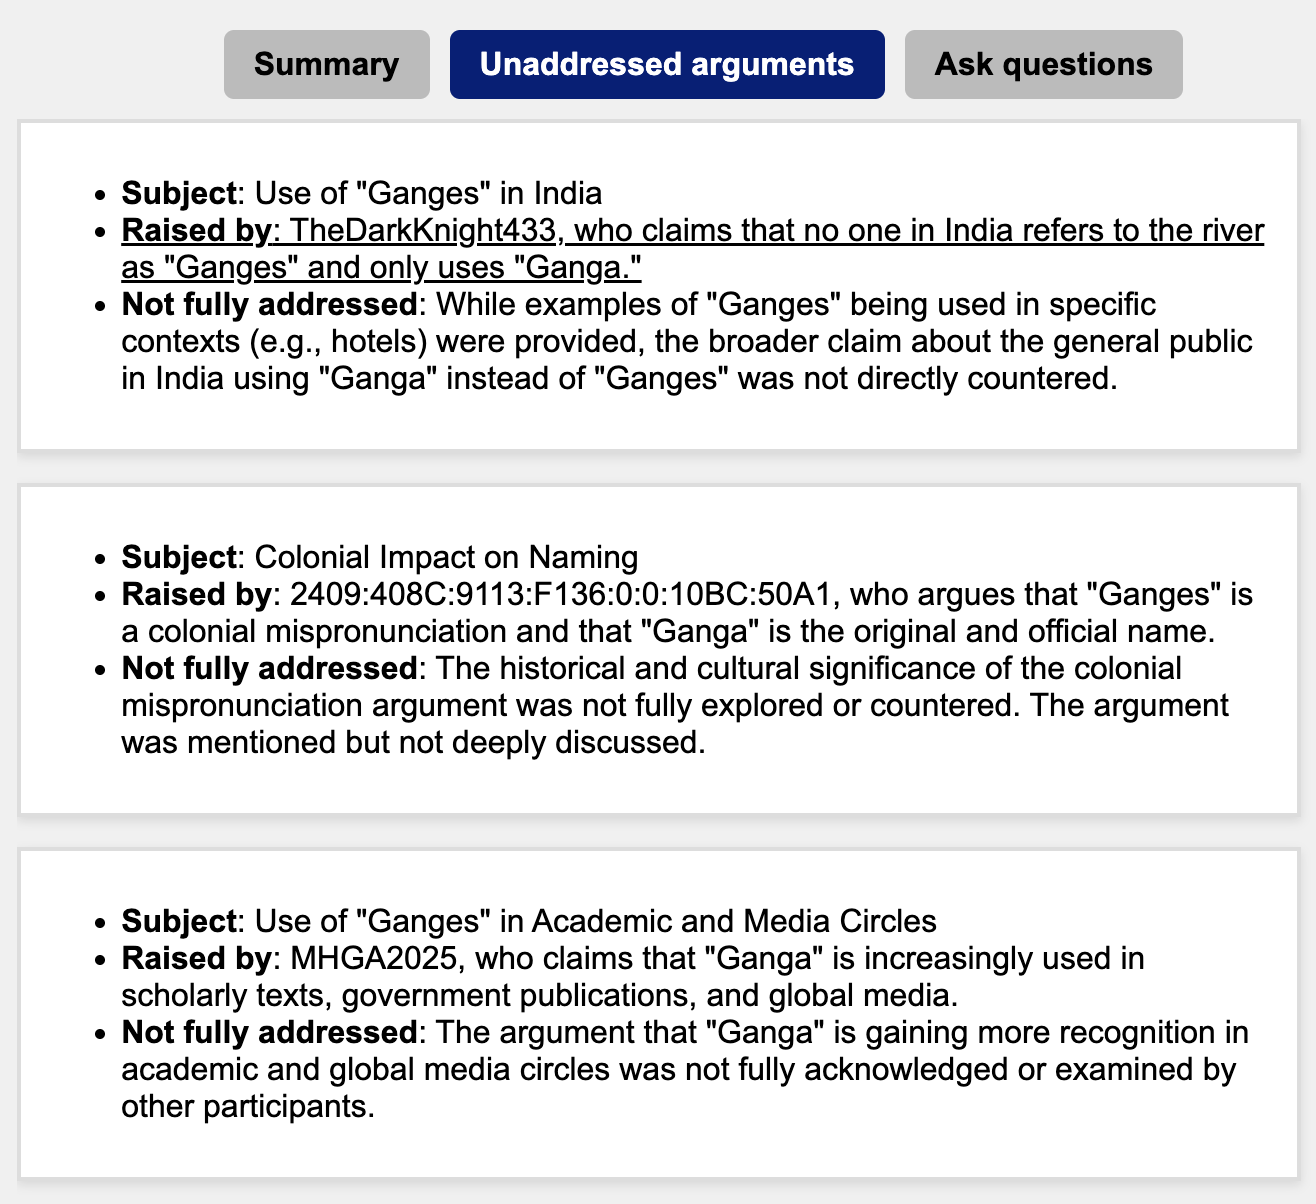 Summary
Unaddressed arguments
Ask questions
• Subject: Use of "Ganges" in India
• Raised by: TheDarkKnight433, who claims that no one in India refers to the river
as "Ganges" and only uses "Ganga."
• Not fully addressed: While examples of "Ganges" being used in specific
contexts (e.g., hotels) were provided, the broader claim about the general public
in India using "Ganga" instead of "Ganges" was not directly countered.
• Subject: Colonial Impact on Naming
• Raised by: 2409:408C:9113:F136:0:0:10BC:50A1, who argues that "Ganges" is
a colonial mispronunciation and that "Ganga" is the original and official name.
• Not fully addressed: The historical and cultural significance of the colonial
mispronunciation argument was not fully explored or countered. The argument
was mentioned but not deeply discussed.
• Subject: Use of "Ganges" in Academic and Media Circles
• Raised by: MHGA2025, who claims that "Ganga" is increasingly used in
scholarly texts, government publications, and global media.
• Not fully addressed: The argument that "Ganga" is gaining more recognition in
academic and global media circles was not fully acknowledged or examined by
other participants.